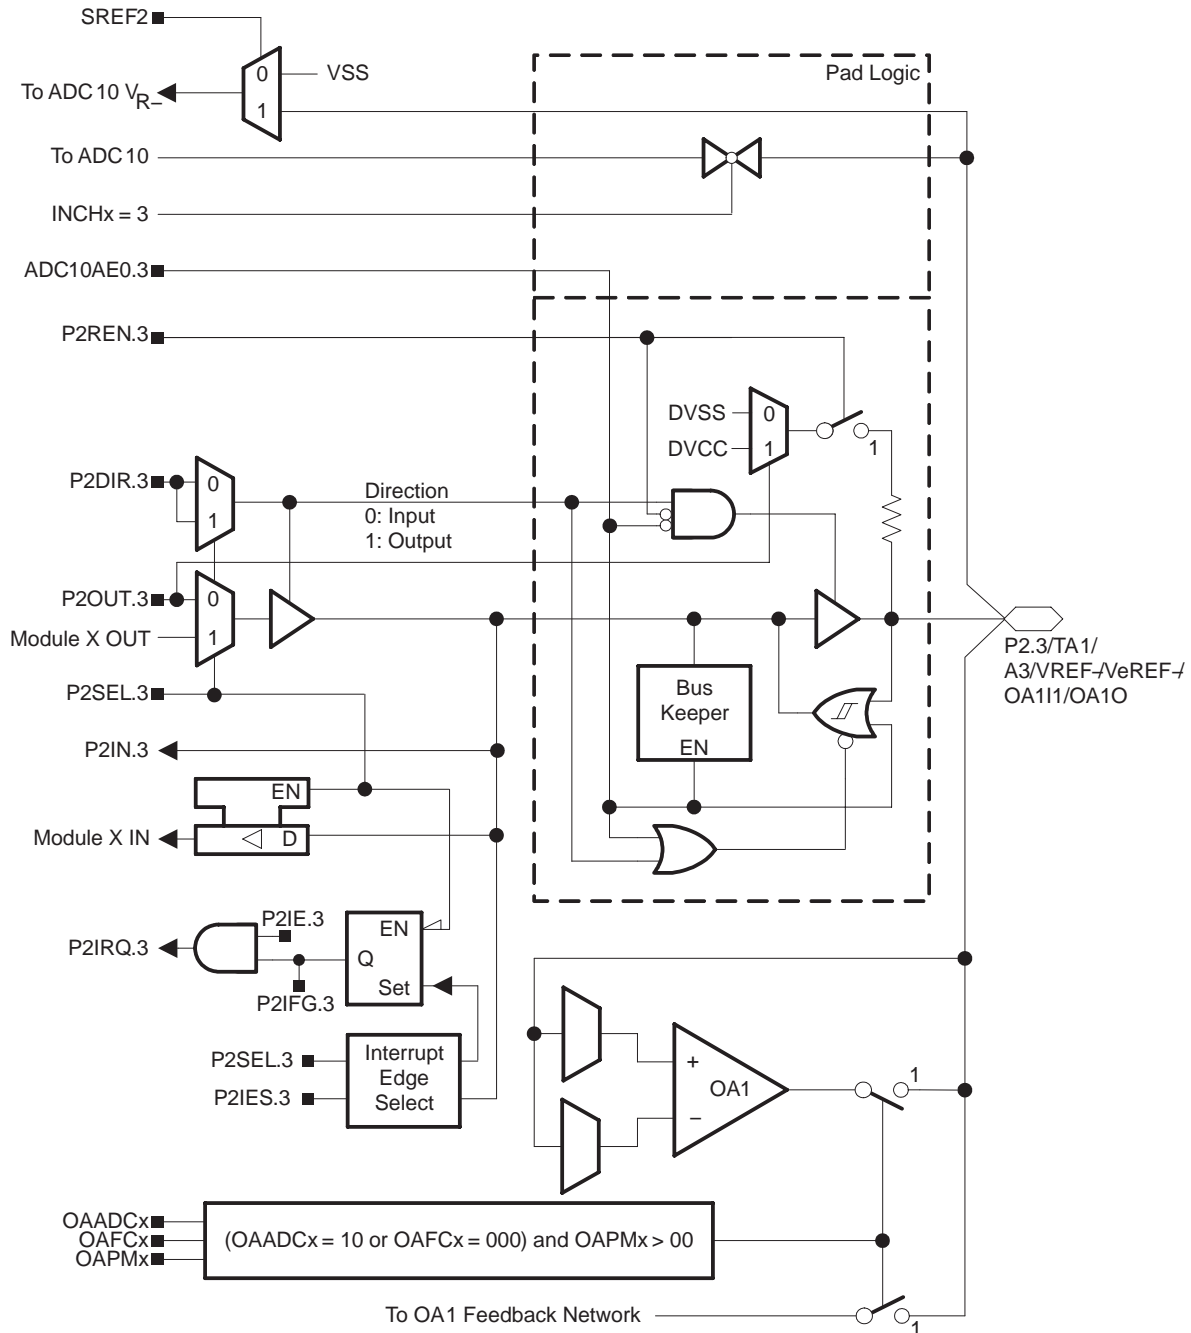 SREF2
0
VSS
To ADC 10 VR−
1
Pad Logic
To ADC 10
INCHx = 3
ADC10AE0.3
P2REN.3
DVSS
0
DVCC
1
1
P2DIR.3
0
1
Direction
0: Input
1: Output
P2OUT.3
0
Module X OUT
1
P2.3/TA1/
A3/VREF−/VeREF−/
OA1I1/OA1O
P2SEL.3
Bus
Keeper
EN
P2IN.3
EN
Module X IN
D
P2IE.3
EN
P2IRQ.3
Q
Set
P2IFG.3
P2SEL.3
P2IES.3
Interrupt
Edge
Select
+
OA1
−
1
OAADCx
OAFCx
OAPMx
(OAADCx = 10 or OAFCx = 000) and OAPMx > 00
To OA1 Feedback Network
1